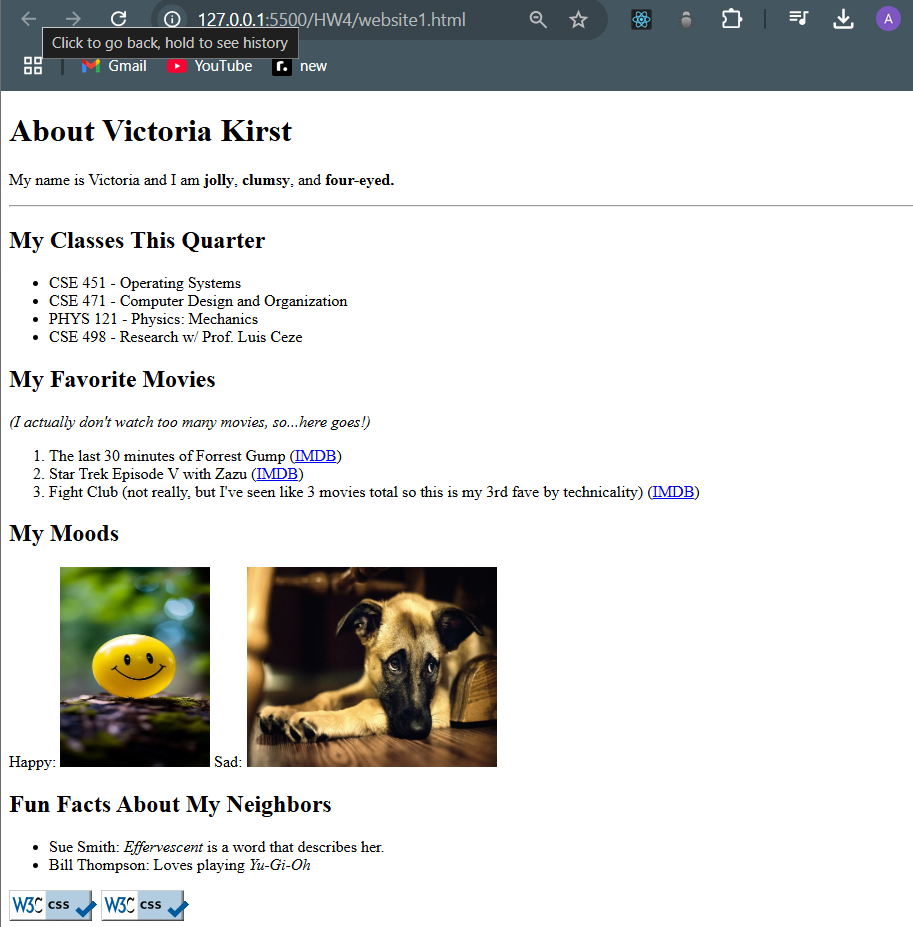 127.0.0.1:5500/HW4/website1.html
A
Click to go back, hold to see history
Gmail
YouTube
new
About Victoria Kirst
My name is Victoria and I am jolly, clumsy, and four-eyed.
My Classes This Quarter
• CSE 451 - Operating Systems
• CSE 471 - Computer Design and Organization
• PHYS 121 - Physics: Mechanics
• CSE 498 - Research w/ Prof. Luis Ceze
My Favorite Movies
(I actually don't watch too many movies, so...here goes!)
1. The last 30 minutes of Forrest Gump (IMDB)
2. Star Trek Episode V with Zazu (IMDB)
3. Fight Club (not really, but I've seen like 3 movies total so this is my 3rd fave by technicality) (IMDB)
My Moods
Happy: Sad:
Fun Facts About My Neighbors
• Sue Smith: Effervescent is a word that describes her.
• Bill Thompson: Loves playing Yu-Gi-Oh
W3C css W3C css